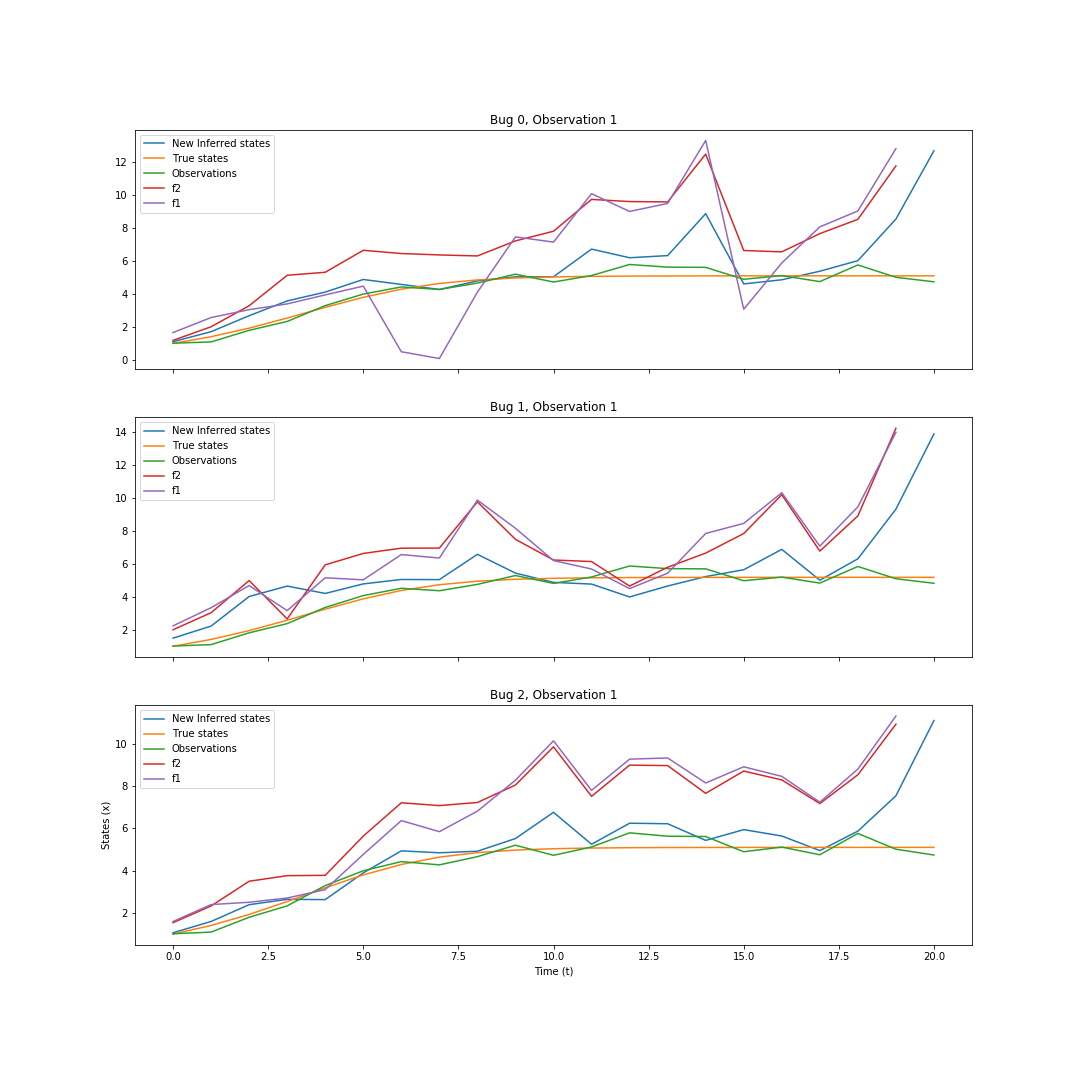 Bug 0, Observation 1
New Inferred states
True states
Observations
f2
f1
12
10
8
6
4
2
0
Bug 1, Observation 1
New Inferred states
True states
Observations
f2
f1
14
12
10
8
6
4
2
Bug 2, Observation 1
New Inferred states
True states
Observations
f2
f1
10
8
6
4
2
States (x)
0.0 2.5 5.0 7.5 10.0 12.5 15.0 17.5 20.0
Time (t)